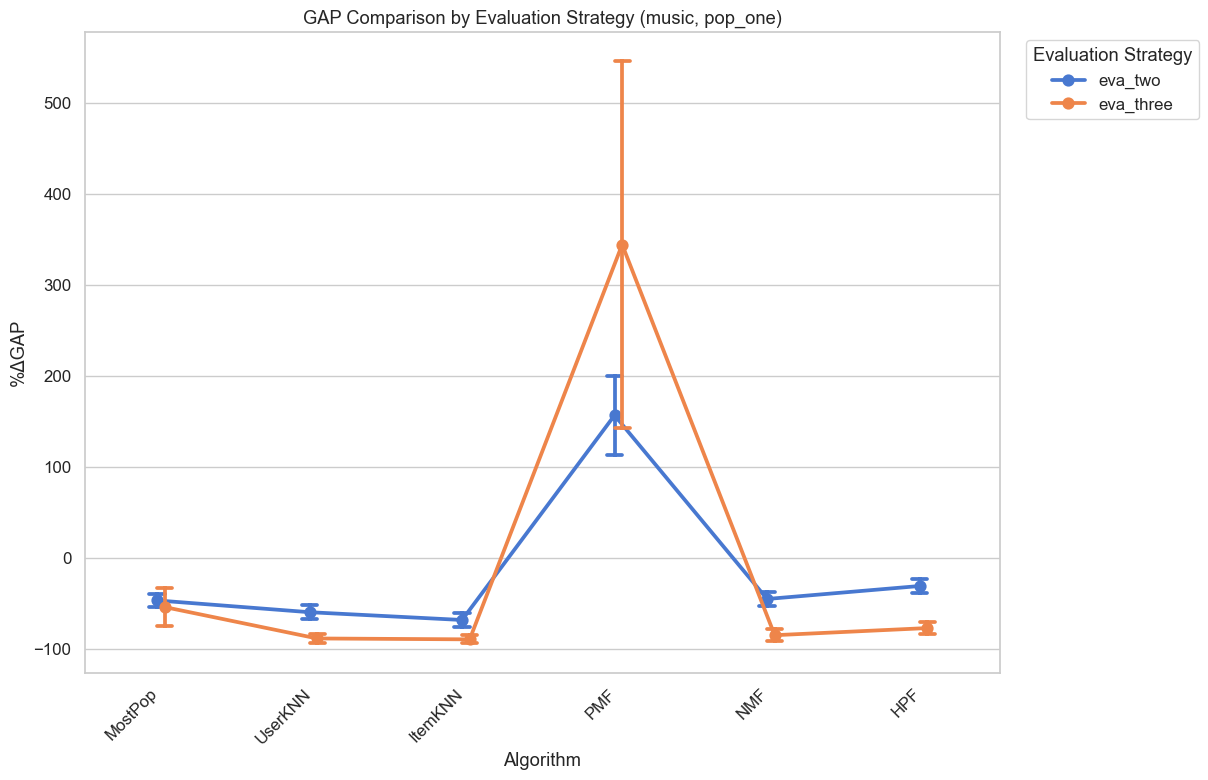 GAP Comparison by Evaluation Strategy (music, pop_one)
Evaluation Strategy
eva_two
eva_three
%ΔGAP
500
400
300
200
100
0
−100
MostPop
UserKNN
ItemKNN
PMF
NMF
HPF
Algorithm